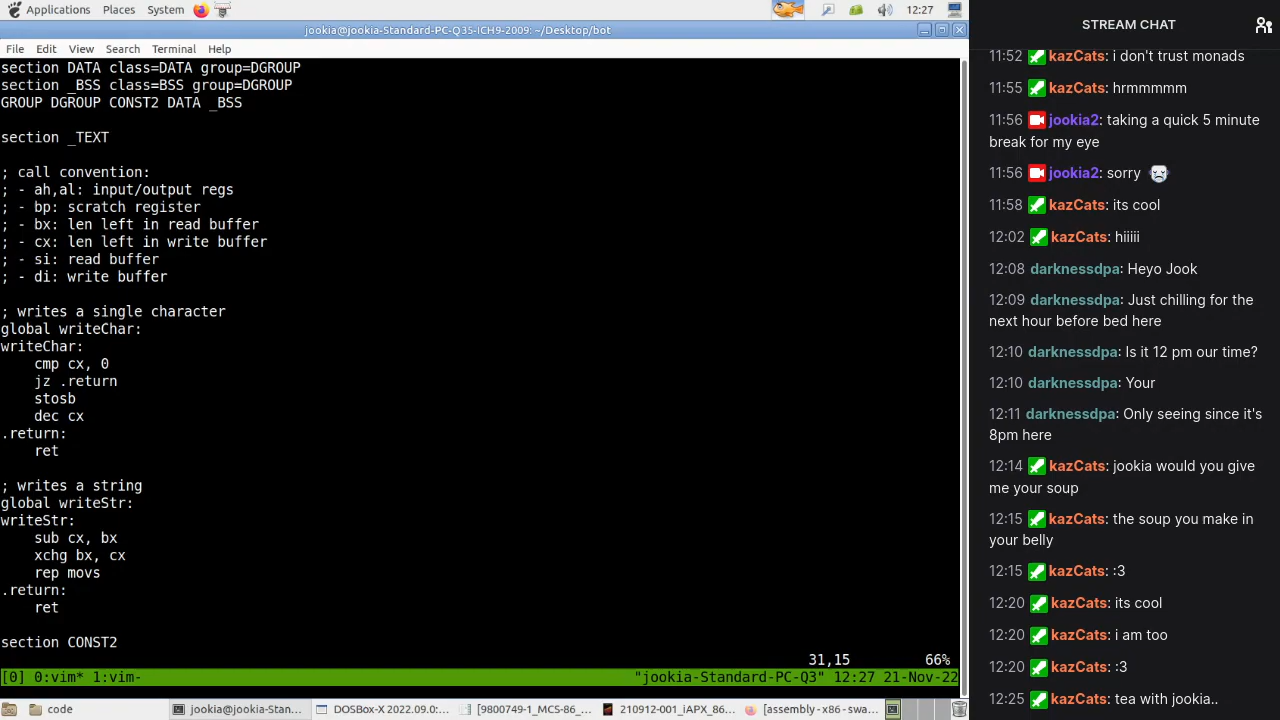 Applications Places System 12:27
jookia@jookia-Standard-PC-Q35-ICH9-2009: ~/Desktop/bot
File Edit View Search Terminal Help
section DATA class=DATA group=DGROUP
section _BSS class=BSS group=DGROUP
GROUP DGROUP CONST2 DATA _BSS
section _TEXT
; call convention:
; - ah,al: input/output regs
; - bp: scratch register
; - bx: len left in read buffer
; - cx: len left in write buffer
; - si: read buffer
; - di: write buffer
; writes a single character
global writeChar:
writeChar:
    cmp cx, 0
    jz .return
    stosb
    dec cx
.return:
    ret
; writes a string
global writeStr:
writeStr:
    sub cx, bx
    xchg bx, cx
    rep movs
.return:
    ret
section CONST2
31,15 66%
[0] 0:vim* 1:vim- "jookia-Standard-PC-Q3" 12:27 21-Nov-22
code jookia@jookia-Stan... DOSBOX-X 2022.09.0:... [9800749-1_MCS-86_... 210912-001_iAPX_86... [assembly - x86 - swa...
STREAM CHAT
11:52 kazCats: i don't trust monads
11:55 kazCats: hrmmmmm
11:56 jookia2: taking a quick 5 minute
break for my eye
11:56 jookia2: sorry
11:58 kazCats: its cool
12:02 kazCats: hiiiii
12:08 darknessdpa: Heyo Jook
12:09 darknessdpa: Just chilling for the
next hour before bed here
12:10 darknessdpa: Is it 12 pm our time?
12:10 darknessdpa: Your
12:11 darknessdpa: Only seeing since it's
8pm here
12:14 kazCats: jookia would you give
me your soup
12:15 kazCats: the soup you make in
your belly
12:15 kazCats: :3
12:20 kazCats: its cool
12:20 kazCats: i am too
12:20 kazCats: :3
12:25 kazCats: tea with jookia..